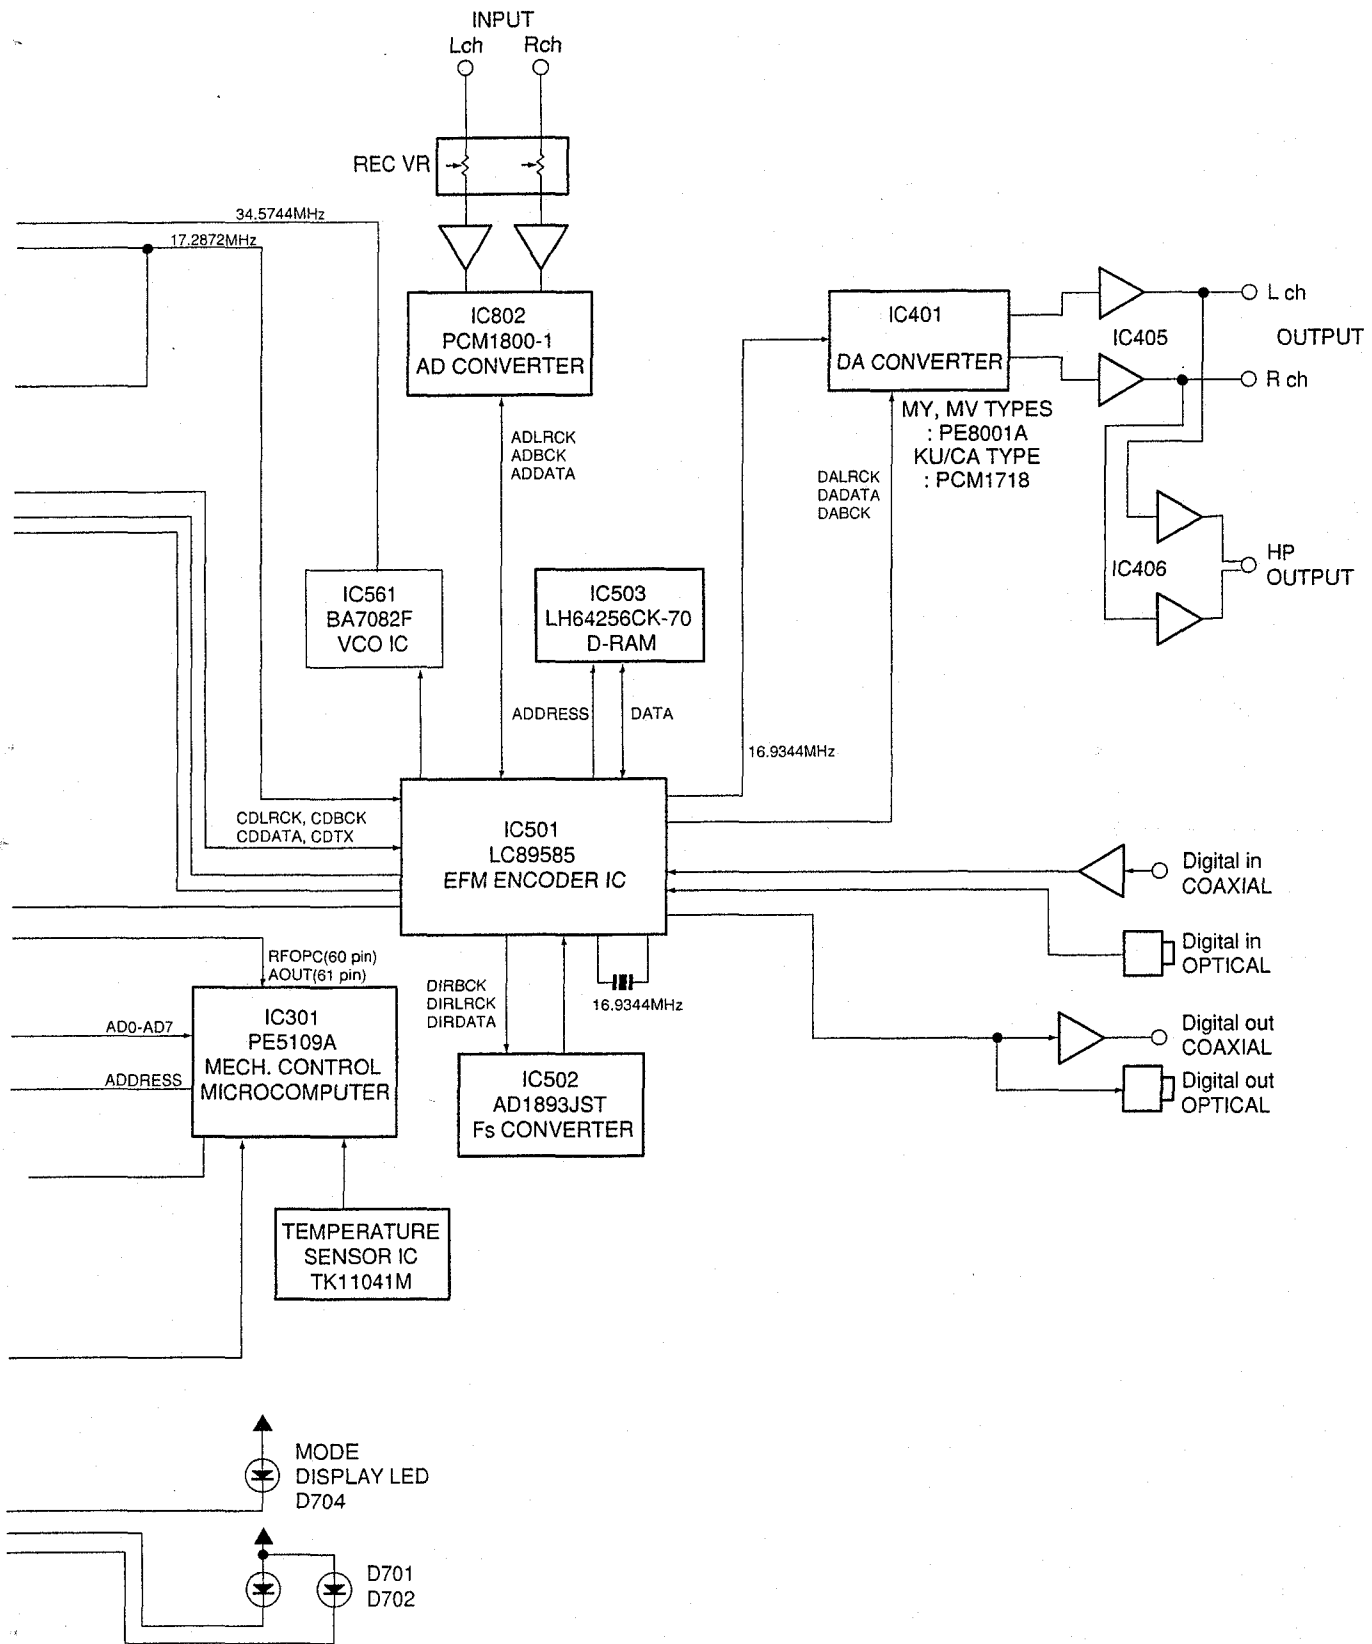 INPUT
Lch Rch
REC VR
34.5744MHz
17.2872MHz
IC802
PCM1800-1
AD CONVERTER
IC401
DA CONVERTER
IC405
L ch
OUTPUT
R ch
MY, MV TYPES
: PE8001A
KU/CA TYPE
: PCM1718
ADLRCK
ADBCK
ADDATA
DALRCK
DADATA
DABCK
IC406
HP
OUTPUT
IC561
BA7082F
VCO IC
IC503
LH64256CK-70
D-RAM
ADDRESS
DATA
16.9344MHz
CDLRCK, CDBCK
CDDATA, CDTX
IC501
LC89585
EFM ENCODER IC
Digital in
COAXIAL
Digital in
OPTICAL
RFOPC(60 pin)
AOUT(61 pin)
DIRBCK
DIRLRCK
DIRDATA
16.9344MHz
AD0-AD7
ADDRESS
IC301
PE5109A
MECH. CONTROL
MICROCOMPUTER
IC502
AD1893JST
Fs CONVERTER
Digital out
COAXIAL
Digital out
OPTICAL
TEMPERATURE
SENSOR IC
TK11041M
MODE
DISPLAY LED
D704
D701
D702